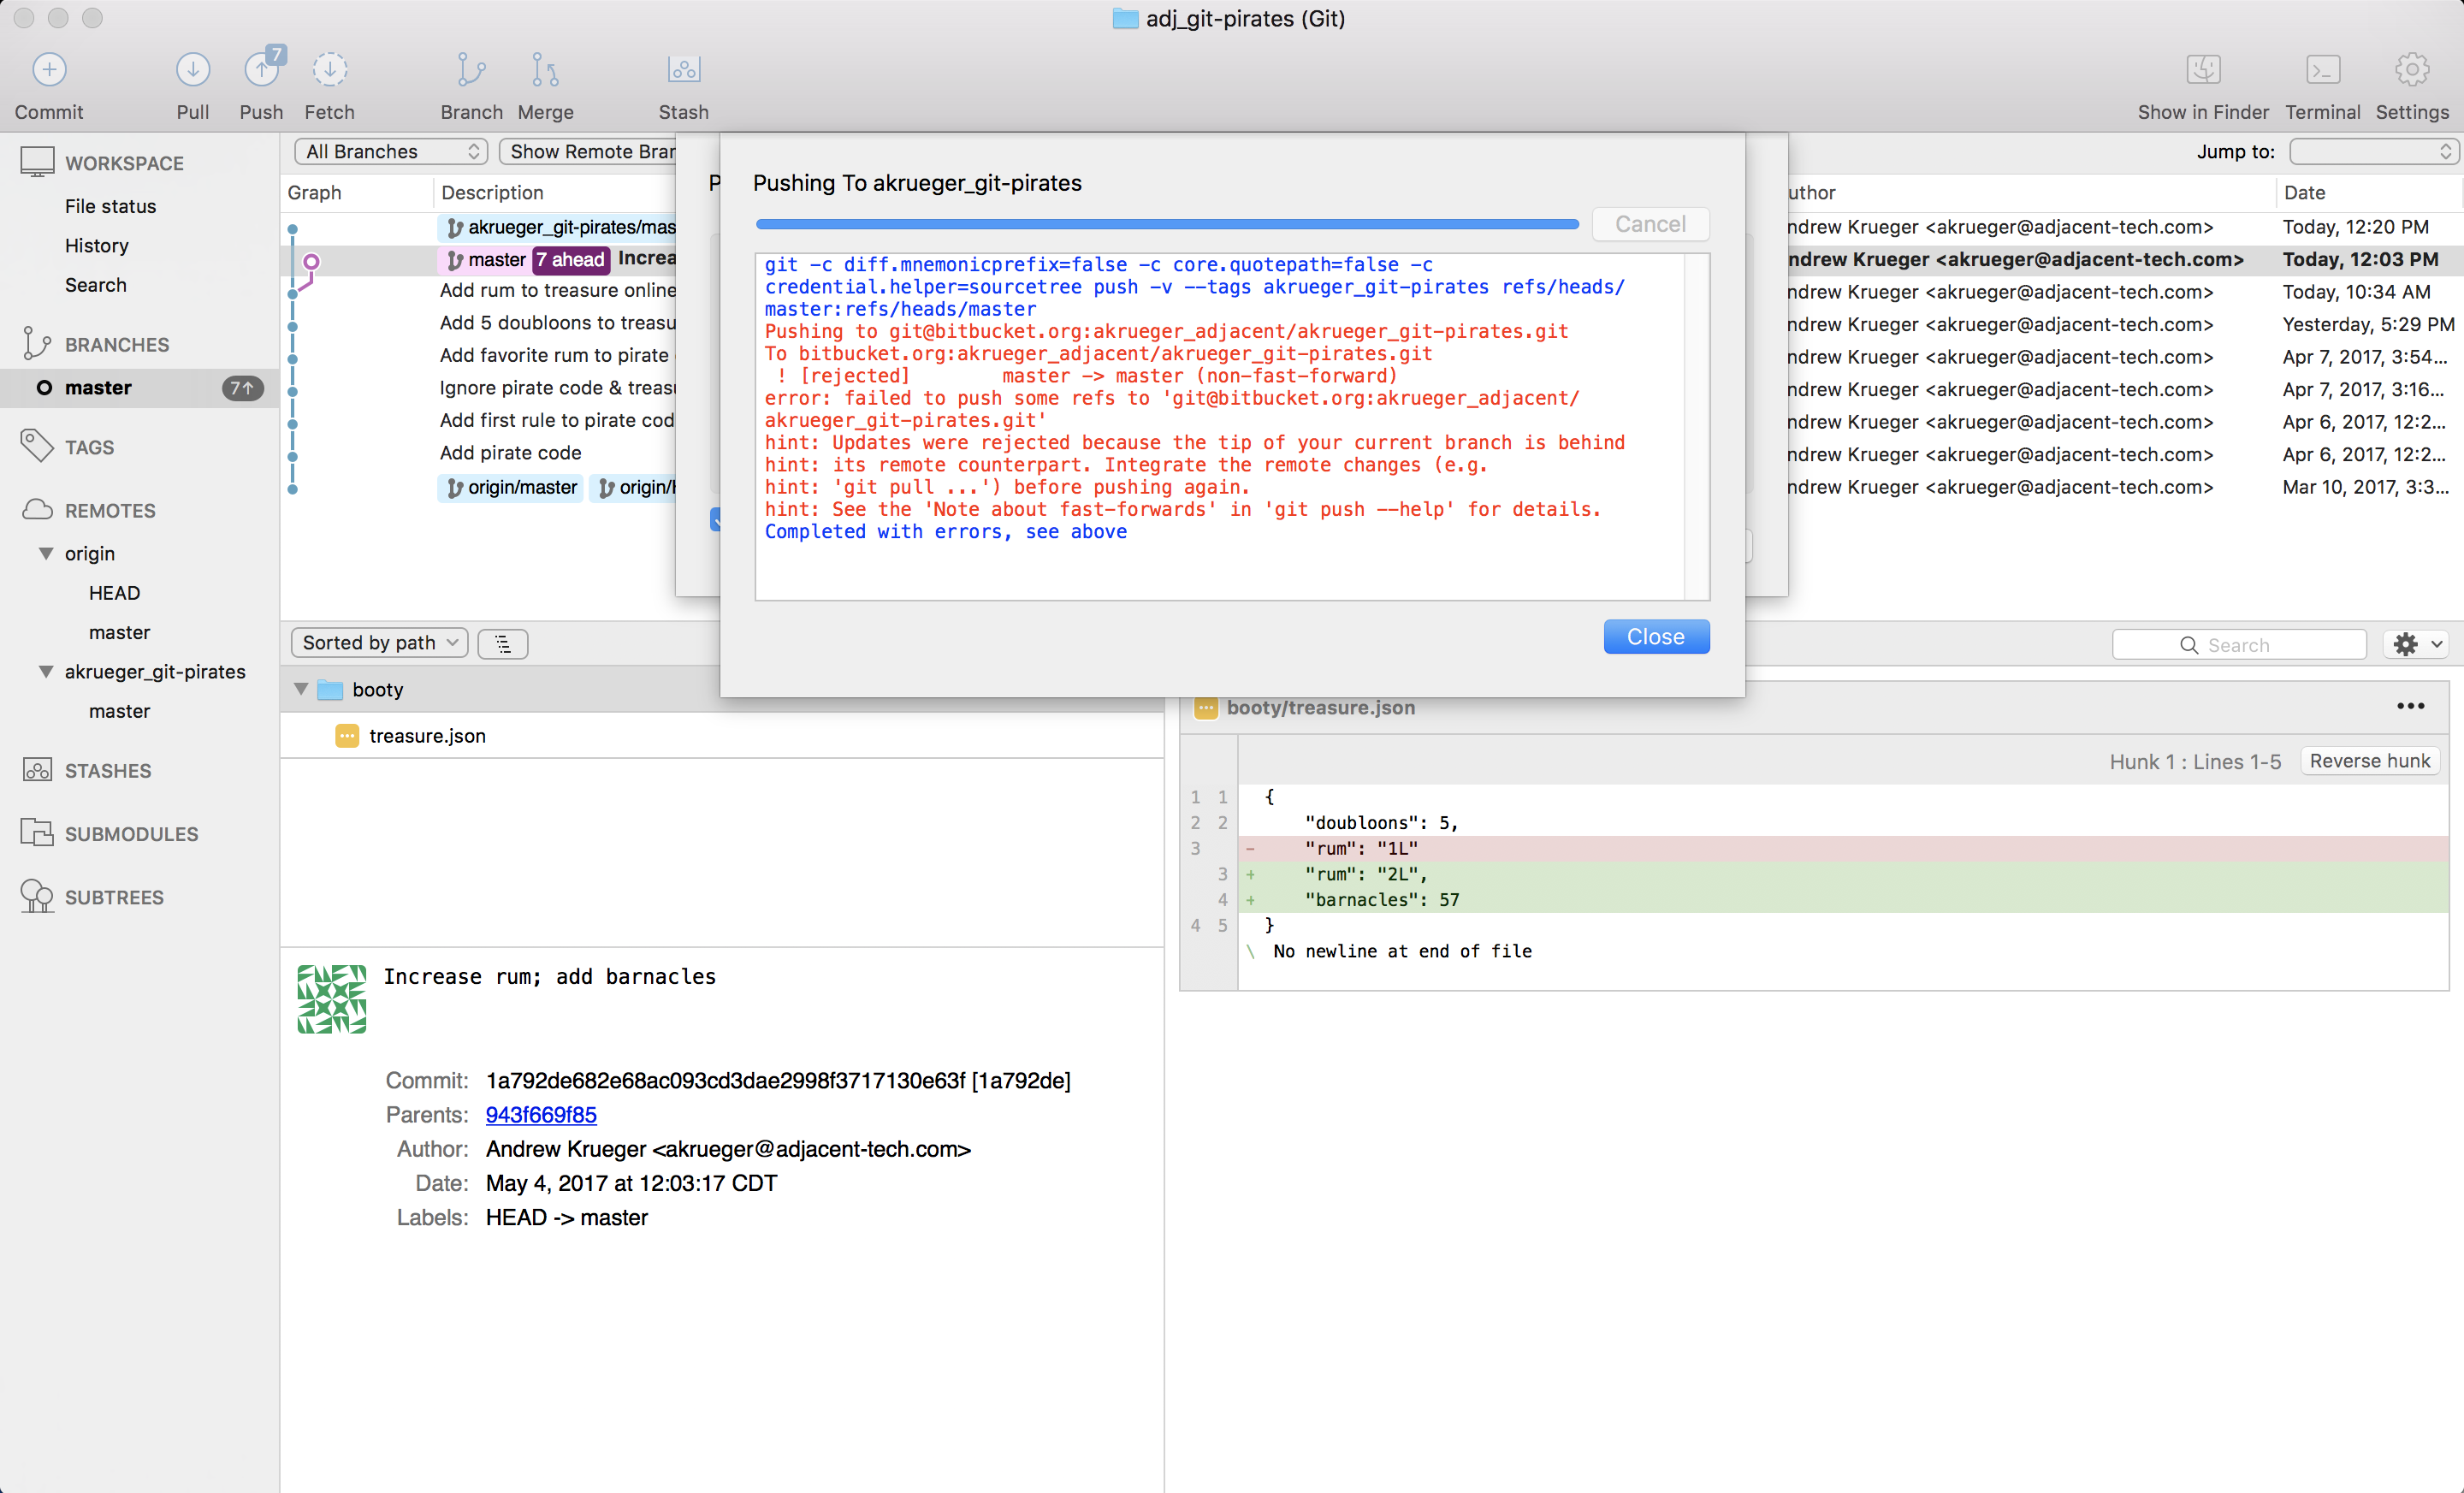 adj_git-pirates (Git)
7
Commit Pull Push Fetch Branch Merge Stash Show in Finder Terminal Settings
WORKSPACE
File status
History
Search
BRANCHES
master 7↑
TAGS
REMOTES
origin
HEAD
master
akrueger_git-pirates
master
STASHES
SUBMODULES
SUBTREES
All Branches Show Remote Bran Jump to:
Graph Description uthor Date
akrueger_git-pirates/mas ndrew Krueger <akrueger@adjacent-tech.com> Today, 12:20 PM
master 7 ahead Increa ndrew Krueger <akrueger@adjacent-tech.com> Today, 12:03 PM
Add rum to treasure online ndrew Krueger <akrueger@adjacent-tech.com> Today, 10:34 AM
Add 5 doubloons to treasu ndrew Krueger <akrueger@adjacent-tech.com> Yesterday, 5:29 PM
Add favorite rum to pirate ndrew Krueger <akrueger@adjacent-tech.com> Apr 7, 2017, 3:54...
Ignore pirate code & treasu ndrew Krueger <akrueger@adjacent-tech.com> Apr 7, 2017, 3:16...
Add first rule to pirate cod ndrew Krueger <akrueger@adjacent-tech.com> Apr 6, 2017, 12:2...
Add pirate code ndrew Krueger <akrueger@adjacent-tech.com> Apr 6, 2017, 12:2...
origin/master origin/H ndrew Krueger <akrueger@adjacent-tech.com> Mar 10, 2017, 3:3...
P
Pushing To akrueger_git-pirates
Cancel
git -c diff.mnemonicprefix=false -c core.quotepath=false -c
credential.helper=sourcetree push -v --tags akrueger_git-pirates refs/heads/
master:refs/heads/master
Pushing to git@bitbucket.org:akrueger_adjacent/akrueger_git-pirates.git
To bitbucket.org:akrueger_adjacent/akrueger_git-pirates.git
! [rejected] master -> master (non-fast-forward)
error: failed to push some refs to 'git@bitbucket.org:akrueger_adjacent/
akrueger_git-pirates.git'
hint: Updates were rejected because the tip of your current branch is behind
hint: its remote counterpart. Integrate the remote changes (e.g.
hint: 'git pull ...') before pushing again.
hint: See the 'Note about fast-forwards' in 'git push --help' for details.
Completed with errors, see above
Close
Sorted by path Search
booty
treasure.json
booty/treasure.json •••
Hunk 1 : Lines 1-5 Reverse hunk
1 1 {
2 2 "doubloons": 5,
3 - "rum": "1L"
3 + "rum": "2L",
4 + "barnacles": 57
4 5 }
\ No newline at end of file
Increase rum; add barnacles
Commit: 1a792de682e68ac093cd3dae2998f3717130e63f [1a792de]
Parents: 943f669f85
Author: Andrew Krueger <akrueger@adjacent-tech.com>
Date: May 4, 2017 at 12:03:17 CDT
Labels: HEAD -> master